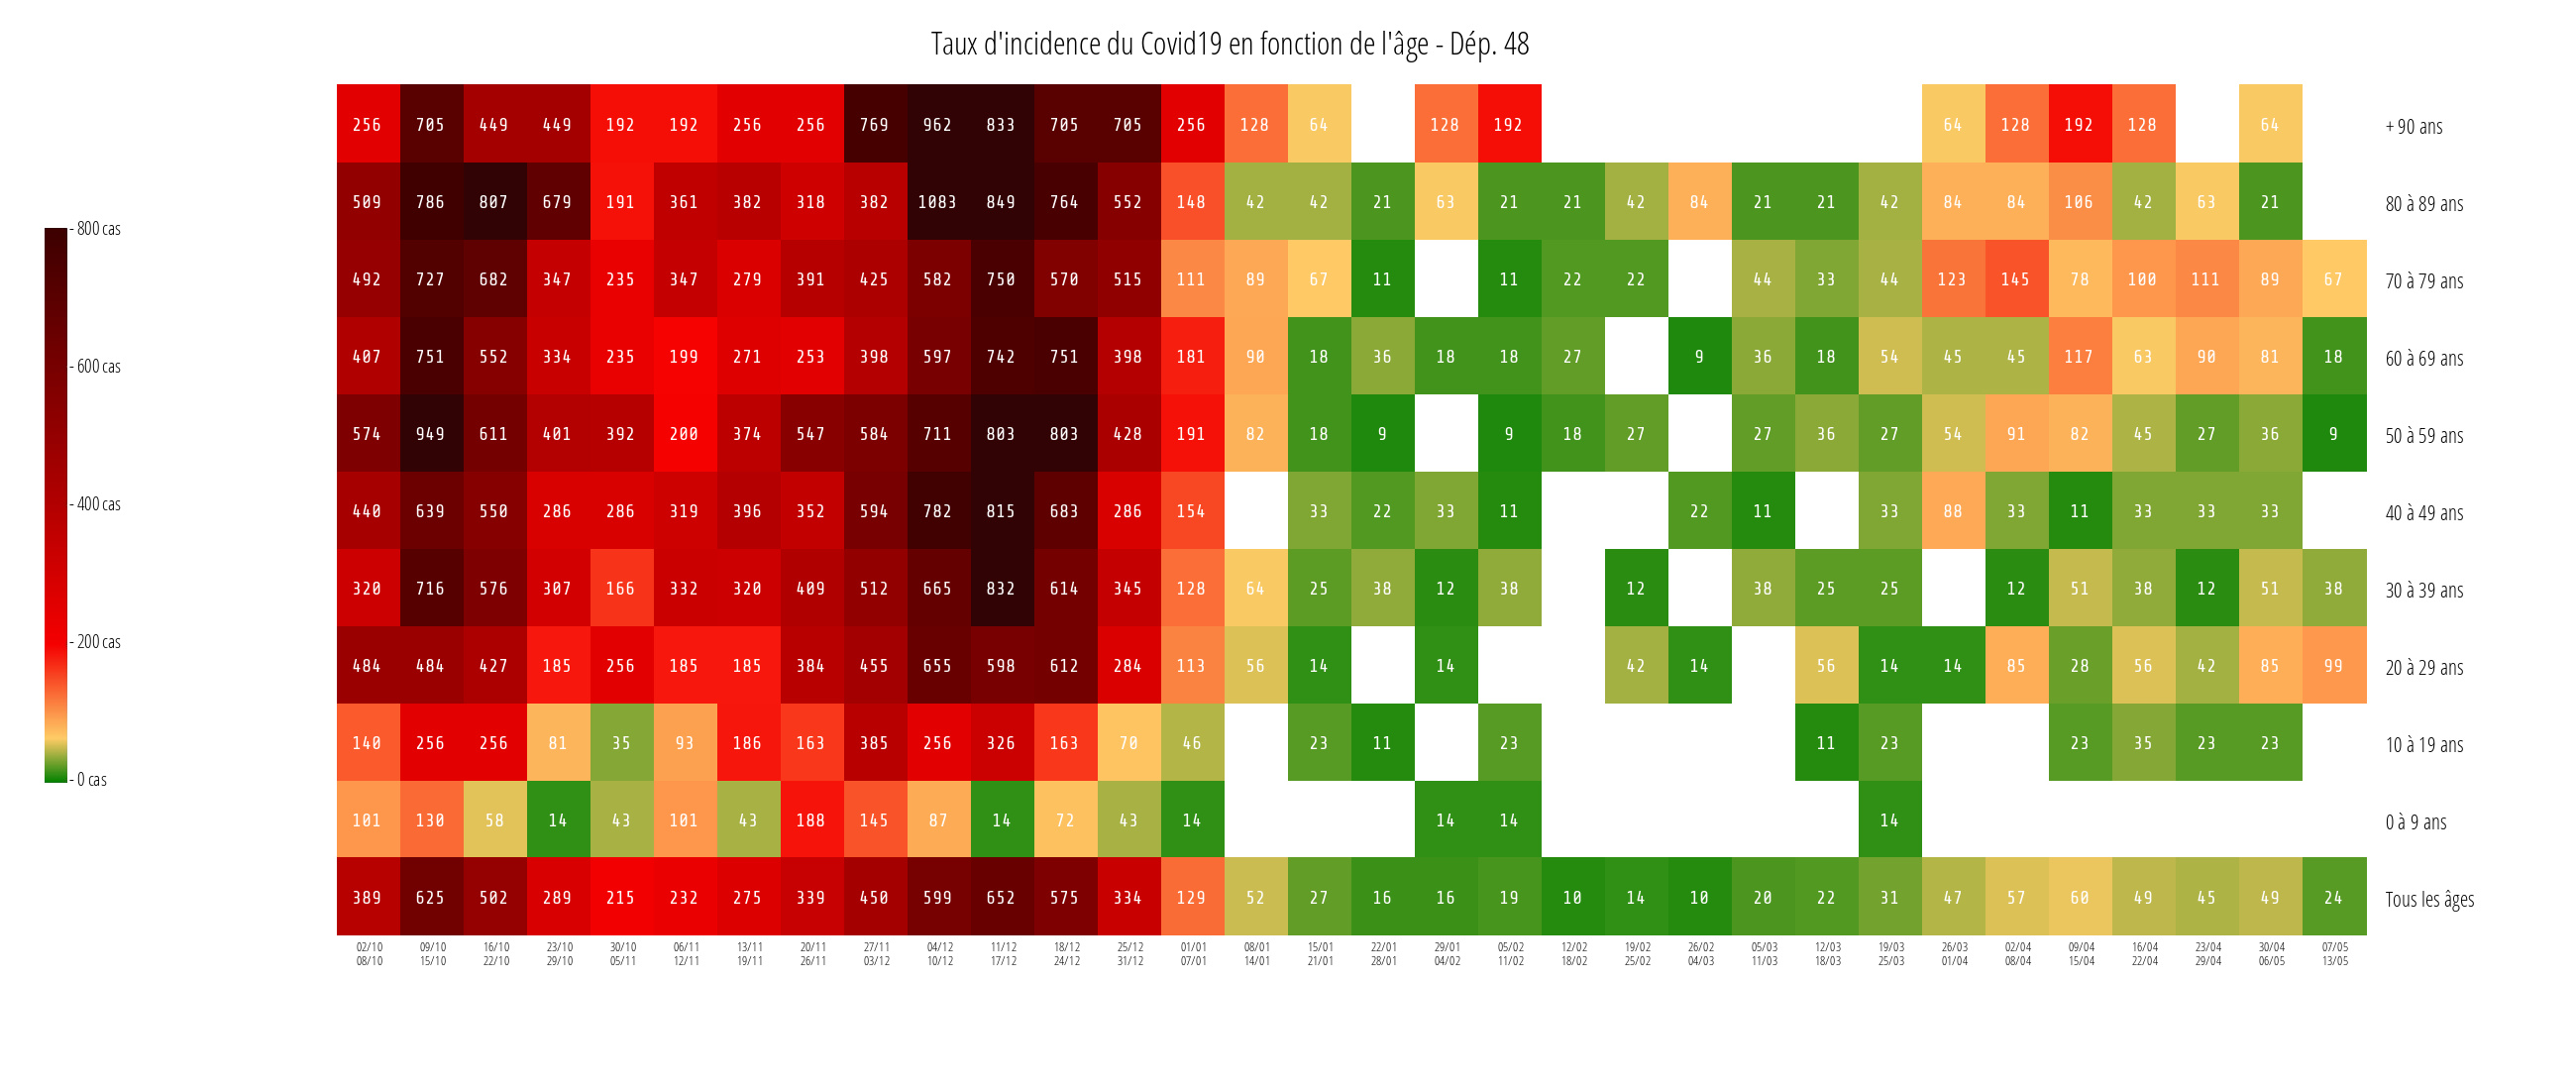 Taux d'incidence du Covid19 en fonction de l'âge - Dép. 48
- 800 cas
- 600 cas
- 400 cas
- 200 cas
- 0 cas
256 705 449 449 192 192 256 256 769 962 833 705 705 256 128 64 128 192 64 128 192 128 64 + 90 ans
509 786 807 679 191 361 382 318 382 1083 849 764 552 148 42 42 21 63 21 21 42 84 21 21 42 84 84 106 42 63 21 80 à 89 ans
492 727 682 347 235 347 279 391 425 582 750 570 515 111 89 67 11 11 22 22 44 33 44 123 145 78 100 111 89 67 70 à 79 ans
407 751 552 334 235 199 271 253 398 597 742 751 398 181 90 18 36 18 18 27 9 36 18 54 45 45 117 63 90 81 18 60 à 69 ans
574 949 611 401 392 200 374 547 584 711 803 803 428 191 82 18 9 9 18 27 27 36 27 54 91 82 45 27 36 9 50 à 59 ans
440 639 550 286 286 319 396 352 594 782 815 683 286 154 33 22 33 11 22 11 33 88 33 11 33 33 33 40 à 49 ans
320 716 576 307 166 332 320 409 512 665 832 614 345 128 64 25 38 12 38 12 38 25 25 12 51 38 12 51 38 30 à 39 ans
484 484 427 185 256 185 185 384 455 655 598 612 284 113 56 14 14 42 14 56 14 14 85 28 56 42 85 99 20 à 29 ans
140 256 256 81 35 93 186 163 385 256 326 163 70 46 23 11 23 11 23 23 35 23 23 10 à 19 ans
101 130 58 14 43 101 43 188 145 87 14 72 43 14 14 14 14 0 à 9 ans
389 625 502 289 215 232 275 339 450 599 652 575 334 129 52 27 16 16 19 10 14 10 20 22 31 47 57 60 49 45 49 24 Tous les âges
02/10 09/10 16/10 23/10 30/10 06/11 13/11 20/11 27/11 04/12 11/12 18/12 25/12 01/01 08/01 15/01 22/01 29/01 05/02 12/02 19/02 26/02 05/03 12/03 19/03 26/03 02/04 09/04 16/04 23/04 30/04 07/05
08/10 15/10 22/10 29/10 05/11 12/11 19/11 26/11 03/12 10/12 17/12 24/12 31/12 07/01 14/01 21/01 28/01 04/02 11/02 18/02 25/02 04/03 11/03 18/03 25/03 01/04 08/04 15/04 22/04 29/04 06/05 13/05